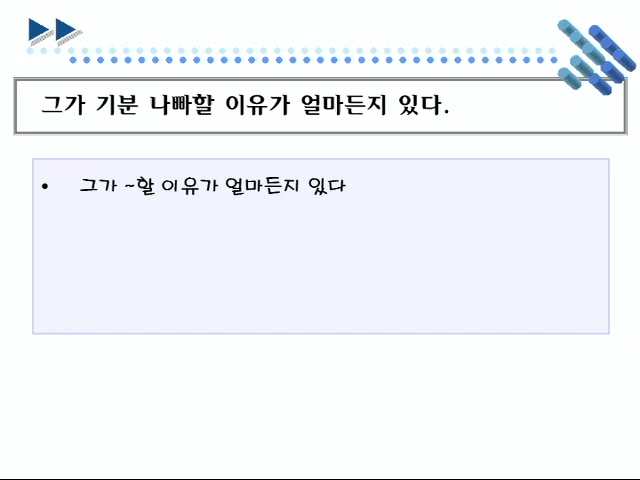 그가 기분 나빠할 이유가 얼마든지 있다.
• 그가 ~할 이유가 얼마든지 있다